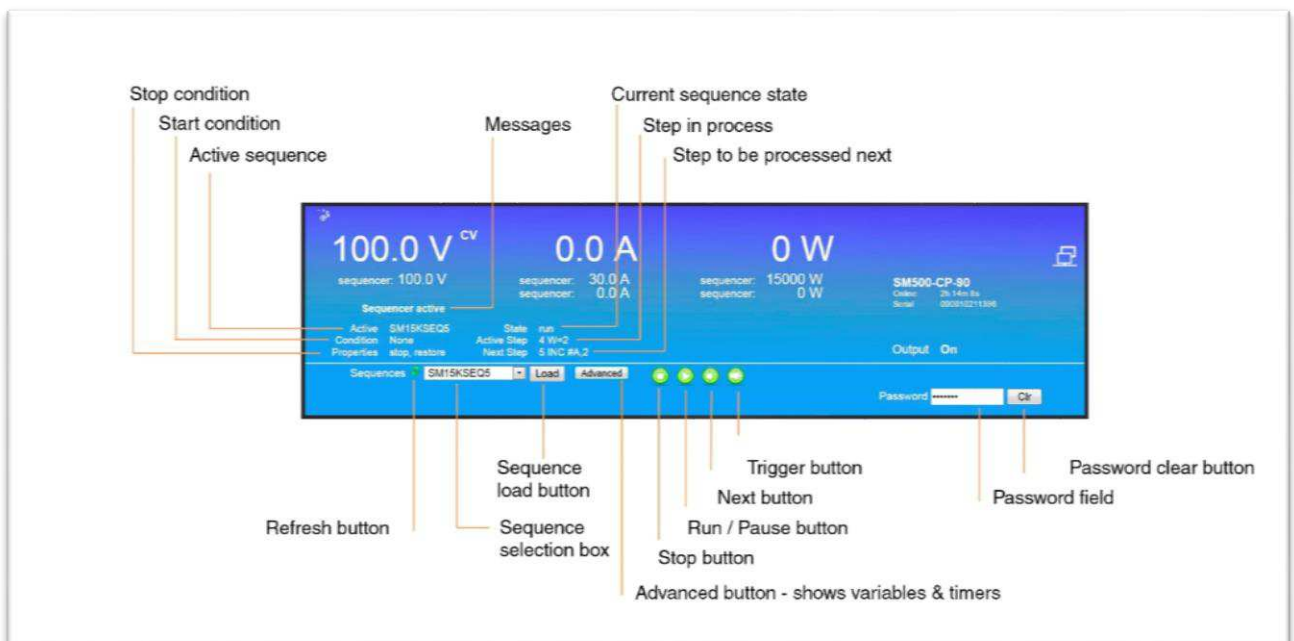 Stop condition
Start condition
Active sequence
Messages
Current sequence state
Step in process
Step to be processed next
100.0 V CV
0.0 A
0 W
sequencer: 100.0 V
sequencer: 30.0 A
sequencer: 0.0 A
sequencer: 15000 W
sequencer: 0 W
SM500-CP-90
Online 2h 14m 8s
Serial
Sequencer active
Active SM15KSEQ5
Condition None
Properties stop, restore
State run
Active Step 4 W=2
Next Step 5 INC #A,2
Output On
Sequences SM15KSEQ5 Load Advanced
Password ••••••• Clr
Sequence
load button
Refresh button
Sequence
selection box
Trigger button
Next button
Run / Pause button
Stop button
Advanced button - shows variables & timers
Password clear button
Password field